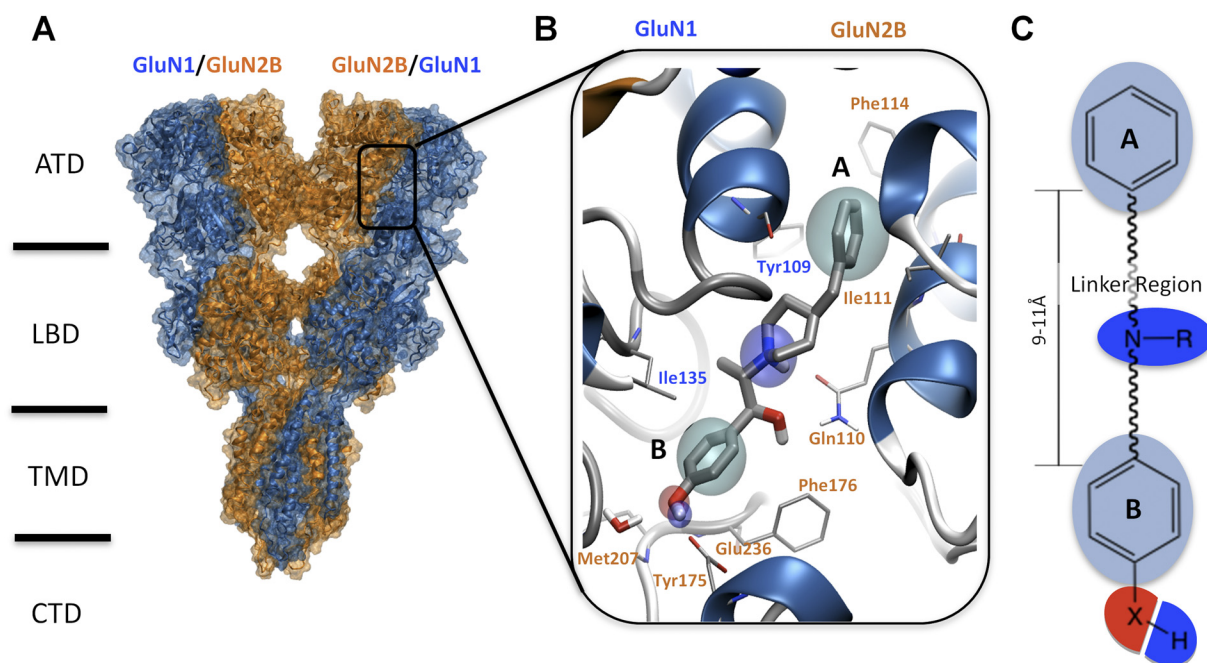 A
GluN1/GluN2B
GluN2B/GluN1
ATD
LBD
TMD
CTD
B
GluN1
GluN2B
Phe114
A
Tyr109
Ile111
Ile135
Gln110
B
Phe176
Met207
Glu236
Tyr175
C
A
9-11Å
Linker Region
N—R
B
X
H